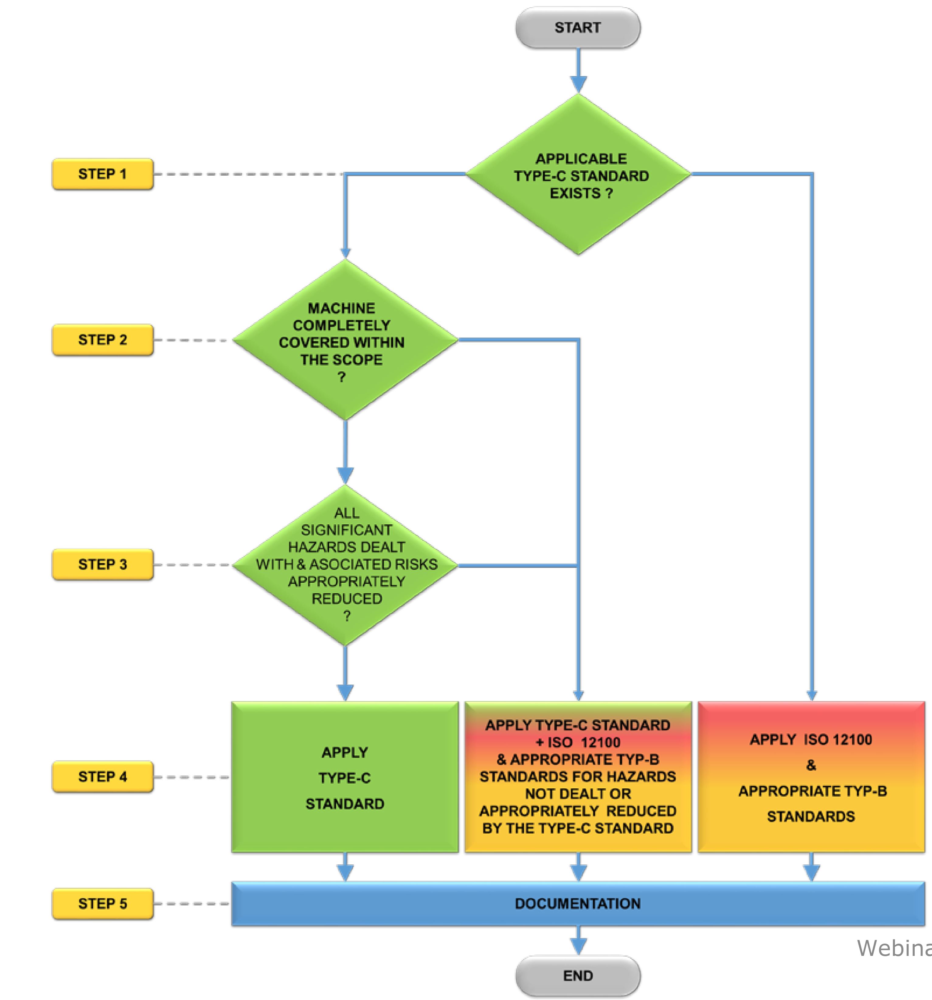 START
APPLICABLE
TYPE-C STANDARD
EXISTS ?
STEP 1
MACHINE
COMPLETELY
COVERED WITHIN
THE SCOPE
?
STEP 2
ALL
SIGNIFICANT
HAZARDS DEALT
WITH & ASOCIATED RISKS
APPROPRIATELY
REDUCED
?
STEP 3
STEP 4
APPLY
TYPE-C
STANDARD
APPLY TYPE-C STANDARD
+ ISO 12100
& APPROPRIATE TYP-B
STANDARDS FOR HAZARDS
NOT DEALT OR
APPROPRIATELY REDUCED
BY THE TYPE-C STANDARD
APPLY ISO 12100
&
APPROPRIATE TYP-B
STANDARDS
STEP 5
DOCUMENTATION
Webina
END